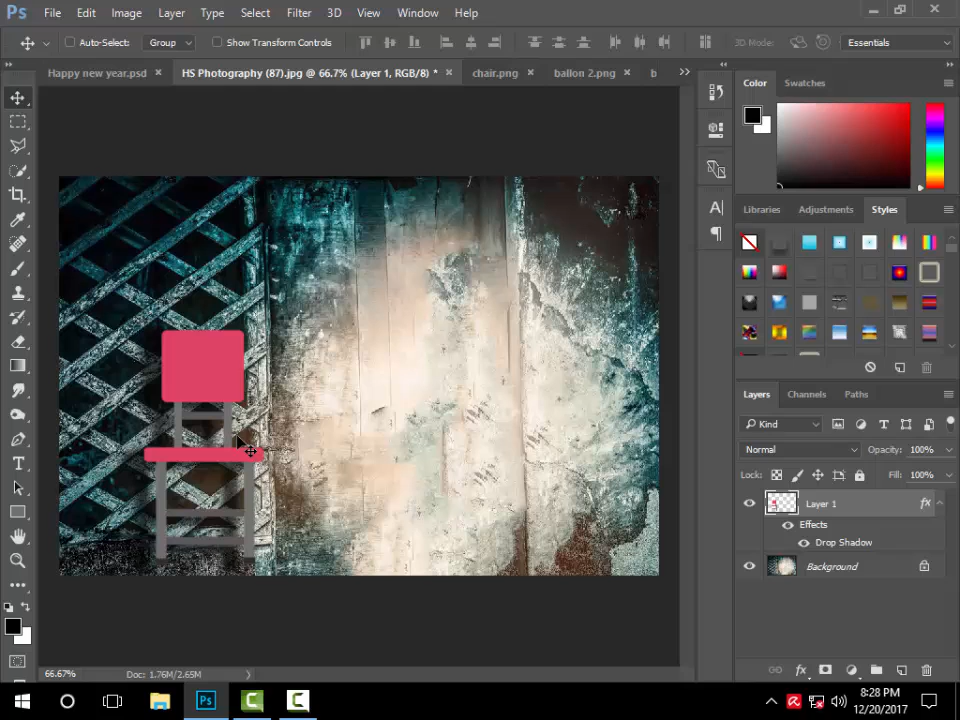 Ps File Edit Image Layer Type Select Filter 3D View Window Help
Auto-Select: Group Show Transform Controls 3D Mode: Essentials
Happy new year.psd × HS Photography (87).jpg @ 66.7% (Layer 1, RGB/8) * × chair.png × ballon 2.png × b
Color Swatches
Libraries Adjustments Styles
Layers Channels Paths
Kind
Normal Opacity: 100%
Lock: Fill: 100%
Layer 1 fx
Effects
Drop Shadow
Background
66.67% Doc: 1.76M/2.65M
fx
Ps
8:28 PM
12/20/2017